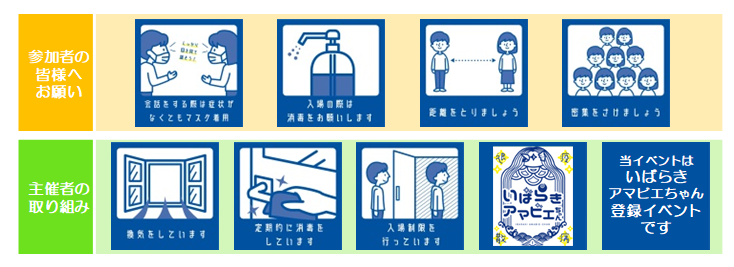 参加者の
皆様へ
お願い
会話をする際は症状が
なくともマスク着用
入場の際は
消毒をお願いします
距離をとりましょう
密集をさけましょう
主催者の
取り組み
換気をしています
定期的に消毒を
しています
入場制限を
行っています
疫
病
退
散
いばらき
アマビエちゃん
当イベントは
いばらき
アマビエちゃん
登録イベント
です